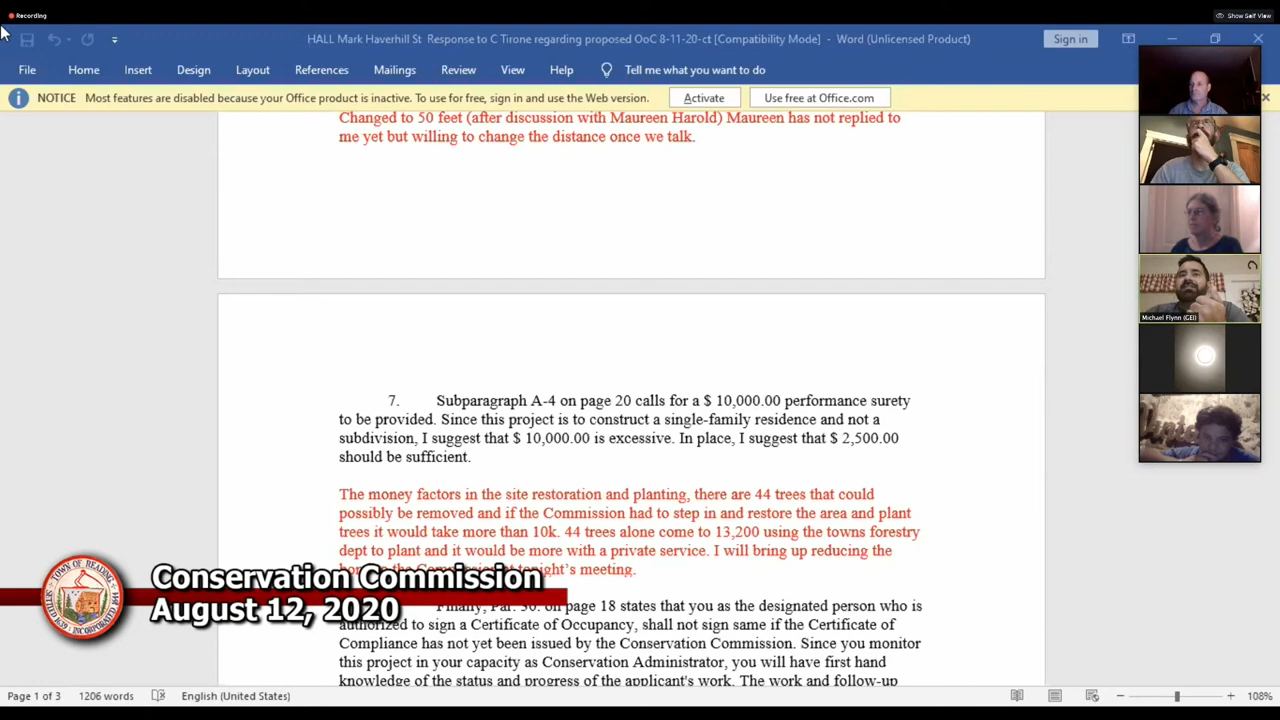 Recording
Show Self View
HALL Mark Haverhill St Response to C Tirone regarding proposed OoC 8-11-20-ct [Compatibility Mode] - Word (Unlicensed Product)
Sign in
File Home Insert Design Layout References Mailings Review View Help Tell me what you want to do
NOTICE Most features are disabled because your Office product is inactive. To use for free, sign in and use the Web version. Activate Use free at Office.com
Changed to 50 feet (after discussion with Maureen Harold) Maureen has not replied to
me yet but willing to change the distance once we talk.
Michael Flynn (GEI)
7. Subparagraph A-4 on page 20 calls for a $ 10,000.00 performance surety
to be provided. Since this project is to construct a single-family residence and not a
subdivision, I suggest that $ 10,000.00 is excessive. In place, I suggest that $ 2,500.00
should be sufficient.
The money factors in the site restoration and planting, there are 44 trees that could
possibly be removed and if the Commission had to step in and restore the area and plant
trees it would take more than 10k. 44 trees alone come to 13,200 using the towns forestry
dept to plant and it would be more with a private service. I will bring up reducing the
the Commission at tonight's meeting.
Conservation Commission
August 12, 2020
TOWN OF READING
Finally, Par. 30. on page 18 states that you as the designated person who is
authorized to sign a Certificate of Occupancy, shall not sign same if the Certificate of
Compliance has not yet been issued by the Conservation Commission. Since you monitor
this project in your capacity as Conservation Administrator, you will have first hand
knowledge of the status and progress of the applicant's work. The work and follow-up
Page 1 of 3 1206 words English (United States) 108%